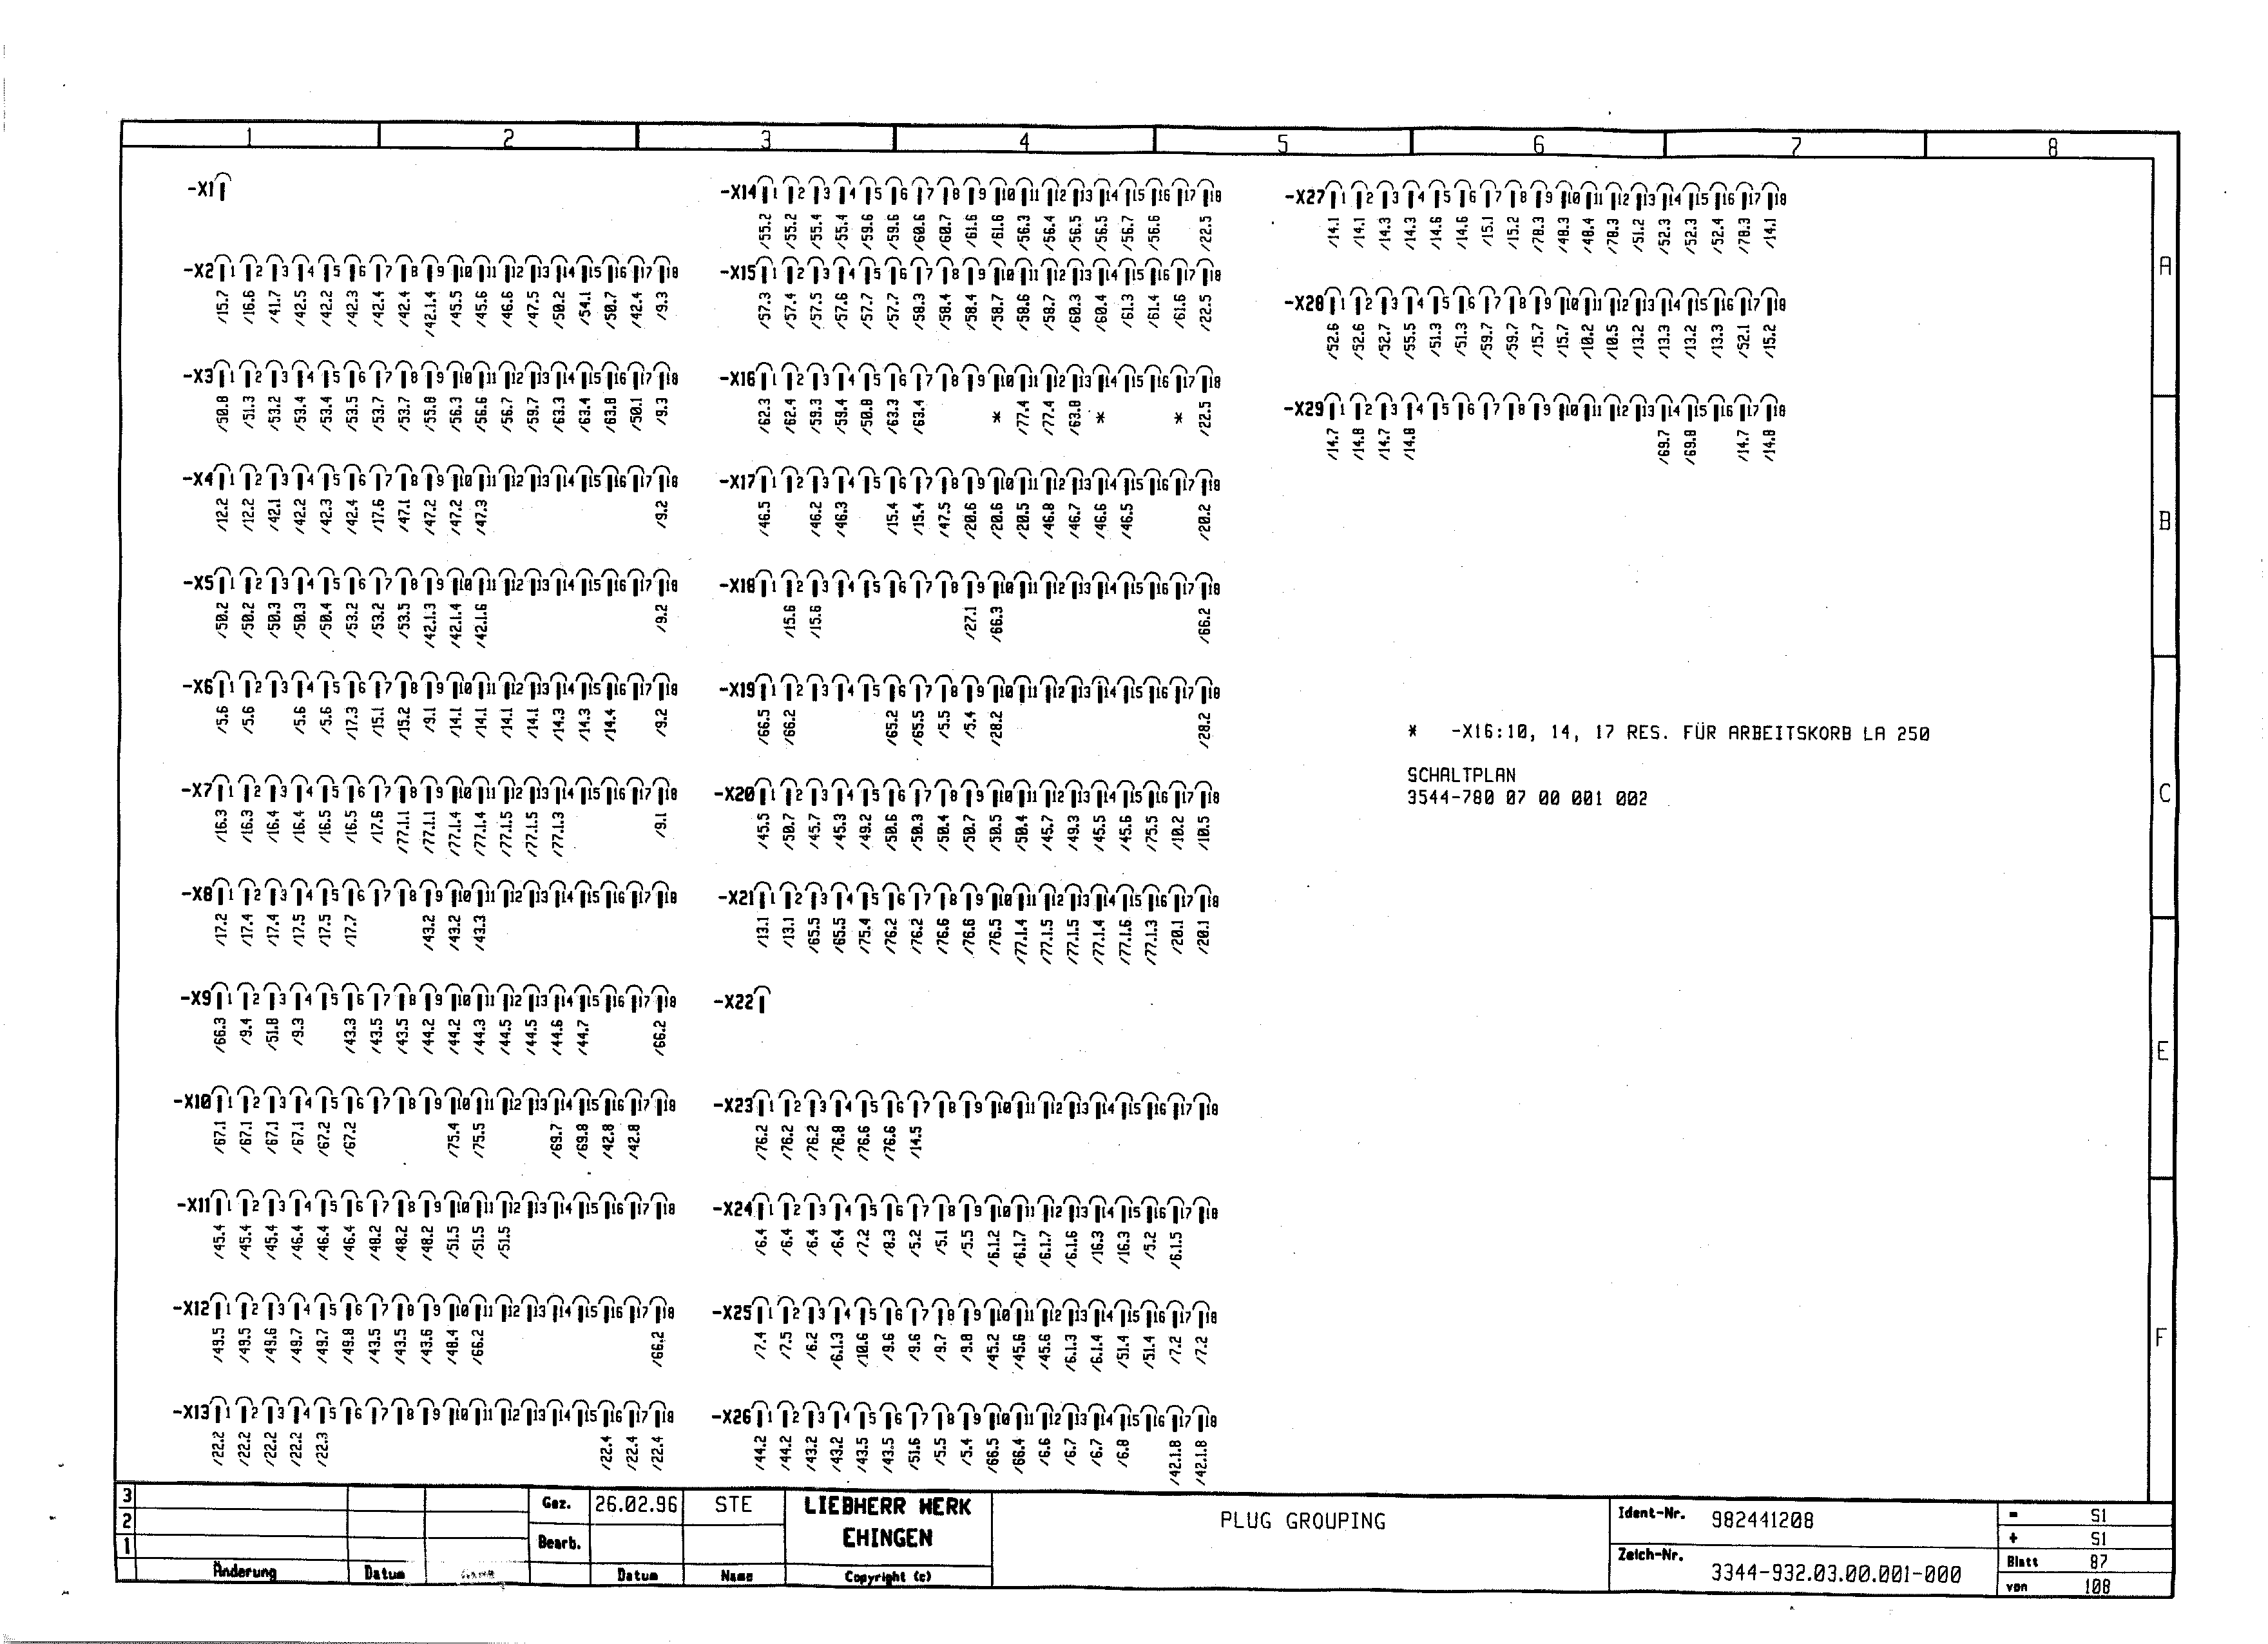 1 2 3 4 5 6 7 8
-X1
-X2 1 2 3 4 5 6 7 8 9 10 11 12 13 14 15 16 17 18
/15.7 /16.6 /41.7 /42.5 /42.2 /42.3 /42.4 /42.4 /42.1.4 /45.5 /45.6 /46.6 /47.5 /50.2 /54.1 /50.7 /42.4 /9.3
-X3 1 2 3 4 5 6 7 8 9 10 11 12 13 14 15 16 17 18
/50.8 /51.3 /53.2 /53.4 /53.4 /53.5 /53.7 /53.7 /55.8 /56.3 /56.6 /56.7 /59.7 /63.3 /63.4 /63.8 /50.1 /9.3
-X4 1 2 3 4 5 6 7 8 9 10 11 12 13 14 15 16 17 18
/12.2 /12.2 /42.1 /42.2 /42.3 /42.4 /17.6 /47.1 /47.2 /47.2 /47.3 /9.2
-X5 1 2 3 4 5 6 7 8 9 10 11 12 13 14 15 16 17 18
/50.2 /50.2 /50.3 /50.3 /50.4 /53.2 /53.2 /53.5 /42.1.3 /42.1.4 /42.1.6 /9.2
-X6 1 2 3 4 5 6 7 8 9 10 11 12 13 14 15 16 17 18
/5.6 /5.6 /5.6 /5.6 /17.3 /15.1 /15.2 /9.1 /14.1 /14.1 /14.1 /14.1 /14.3 /14.3 /14.4 /9.2
-X7 1 2 3 4 5 6 7 8 9 10 11 12 13 14 15 16 17 18
/16.3 /16.3 /16.4 /16.4 /16.5 /16.5 /17.6 /77.1.1 /77.1.1 /77.1.4 /77.1.4 /77.1.5 /77.1.5 /77.1.3 /9.1
-X8 1 2 3 4 5 6 7 8 9 10 11 12 13 14 15 16 17 18
/17.2 /17.4 /17.4 /17.5 /17.5 /17.7 /43.2 /43.2 /43.3
-X9 1 2 3 4 5 6 7 8 9 10 11 12 13 14 15 16 17 18
/66.3 /9.4 /51.8 /9.3 /43.3 /43.5 /43.5 /44.2 /44.2 /44.3 /44.5 /44.5 /44.6 /44.7 /66.2
-X10 1 2 3 4 5 6 7 8 9 10 11 12 13 14 15 16 17 18
/67.1 /67.1 /67.1 /67.1 /67.2 /67.2 /75.4 /75.5 /69.7 /69.8 /42.8 /42.8
-X11 1 2 3 4 5 6 7 8 9 10 11 12 13 14 15 16 17 18
/45.4 /45.4 /45.4 /46.4 /46.4 /46.4 /48.2 /48.2 /48.2 /51.5 /51.5 /51.5
-X12 1 2 3 4 5 6 7 8 9 10 11 12 13 14 15 16 17 18
/49.5 /49.5 /49.6 /49.7 /49.7 /49.8 /43.5 /43.5 /43.6 /48.4 /66.2 /66.2
-X13 1 2 3 4 5 6 7 8 9 10 11 12 13 14 15 16 17 18
/22.2 /22.2 /22.2 /22.2 /22.3 /22.4 /22.4 /22.4
-X14 1 2 3 4 5 6 7 8 9 10 11 12 13 14 15 16 17 18
/55.2 /55.2 /55.4 /55.4 /59.6 /59.6 /60.6 /60.7 /61.6 /61.6 /56.3 /56.4 /56.5 /56.5 /56.7 /56.6 /22.5
-X15 1 2 3 4 5 6 7 8 9 10 11 12 13 14 15 16 17 18
/57.3 /57.4 /57.5 /57.6 /57.7 /57.7 /58.3 /58.4 /58.4 /58.7 /58.6 /58.7 /60.3 /60.4 /61.3 /61.4 /61.6 /22.5
-X16 1 2 3 4 5 6 7 8 9 10 11 12 13 14 15 16 17 18
/62.3 /62.4 /59.3 /59.4 /50.8 /63.3 /63.4 * /77.4 /77.4 /63.8 * * /22.5
-X17 1 2 3 4 5 6 7 8 9 10 11 12 13 14 15 16 17 18
/46.5 /46.2 /46.3 /15.4 /15.4 /47.5 /20.6 /20.6 /20.5 /46.8 /46.7 /46.6 /46.5 /20.2
-X18 1 2 3 4 5 6 7 8 9 10 11 12 13 14 15 16 17 18
/15.6 /15.6 /27.1 /66.3 /66.2
-X19 1 2 3 4 5 6 7 8 9 10 11 12 13 14 15 16 17 18
/66.5 /66.2 /65.2 /65.5 /5.5 /5.4 /28.2 /28.2
-X20 1 2 3 4 5 6 7 8 9 10 11 12 13 14 15 16 17 18
/45.5 /50.7 /45.7 /45.3 /49.2 /50.6 /50.3 /50.4 /50.7 /50.5 /50.4 /45.7 /49.3 /45.5 /45.6 /75.5 /10.2 /10.5
-X21 1 2 3 4 5 6 7 8 9 10 11 12 13 14 15 16 17 18
/13.1 /13.1 /65.5 /65.5 /75.4 /76.2 /76.2 /76.6 /76.6 /76.5 /77.1.4 /77.1.5 /77.1.5 /77.1.4 /77.1.6 /77.1.3 /20.1 /20.1
-X22
-X23 1 2 3 4 5 6 7 8 9 10 11 12 13 14 15 16 17 18
/76.2 /76.2 /76.2 /76.8 /76.6 /76.6 /14.5
-X24 1 2 3 4 5 6 7 8 9 10 11 12 13 14 15 16 17 18
/6.4 /6.4 /6.4 /6.4 /7.2 /8.3 /5.2 /5.1 /5.5 /6.1.2 /6.1.7 /6.1.7 /6.1.6 /16.3 /16.3 /5.2 /6.1.5
-X25 1 2 3 4 5 6 7 8 9 10 11 12 13 14 15 16 17 18
/7.4 /7.5 /6.2 /6.1.3 /10.6 /9.6 /9.6 /9.7 /9.8 /45.2 /45.6 /45.6 /6.1.3 /6.1.4 /51.4 /51.4 /7.2 /7.2
-X26 1 2 3 4 5 6 7 8 9 10 11 12 13 14 15 16 17 18
/44.2 /44.2 /43.2 /43.2 /43.5 /43.5 /51.6 /5.5 /5.4 /66.5 /66.4 /6.6 /6.7 /6.7 /6.8 /42.1.8 /42.1.8
-X27 1 2 3 4 5 6 7 8 9 10 11 12 13 14 15 16 17 18
/14.1 /14.1 /14.3 /14.3 /14.6 /14.6 /15.1 /15.2 /78.3 /48.3 /48.4 /78.3 /51.2 /52.3 /52.3 /52.4 /78.3 /14.1
-X28 1 2 3 4 5 6 7 8 9 10 11 12 13 14 15 16 17 18
/52.6 /52.6 /52.7 /55.5 /51.3 /51.3 /59.7 /59.7 /15.7 /15.7 /10.2 /10.5 /13.2 /13.3 /13.2 /13.3 /52.1 /15.2
-X29 1 2 3 4 5 6 7 8 9 10 11 12 13 14 15 16 17 18
/14.7 /14.8 /14.7 /14.8 /69.7 /69.8 /14.7 /14.8
* -X16:10, 14, 17 RES. FÜR ARBEITSKORB LA 250
SCHALTPLAN
3544-780 07 00 001 002
A
B
C
E
F
3
2
1
Änderung Datum
Gez. 26.02.96 STE
Bearb.
Datum Name
LIEBHERR WERK
EHINGEN
Copyright (c)
PLUG GROUPING
Ident-Nr. 982441208
Zeich-Nr. 3344-932.03.00.001-000
= S1
+ S1
Blatt 87
von 108